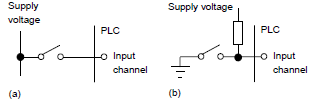 Supply
voltage
PLC
Input
channel
(a)
Supply voltage
PLC
Input
channel
(b)